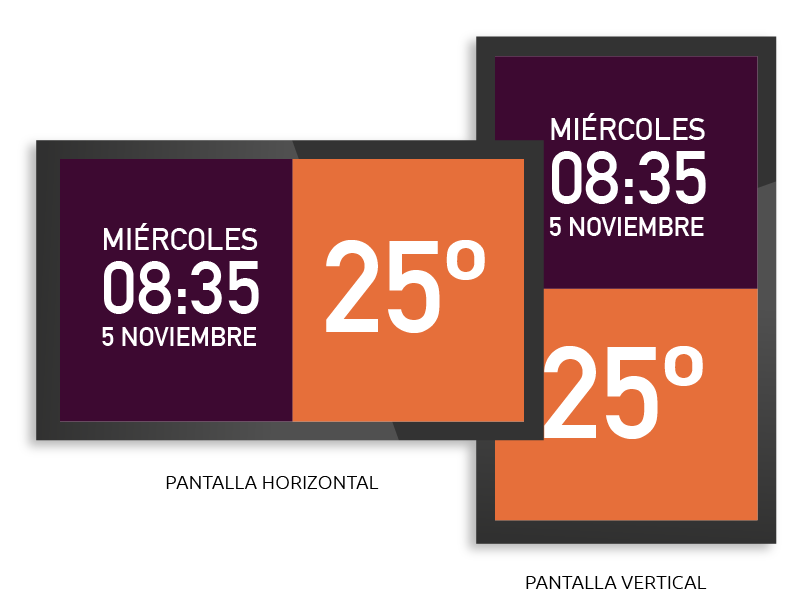 MIÉRCOLES
08:35
5 NOVIEMBRE
25º
PANTALLA HORIZONTAL
MIÉRCOLES
08:35
5 NOVIEMBRE
25º
PANTALLA VERTICAL